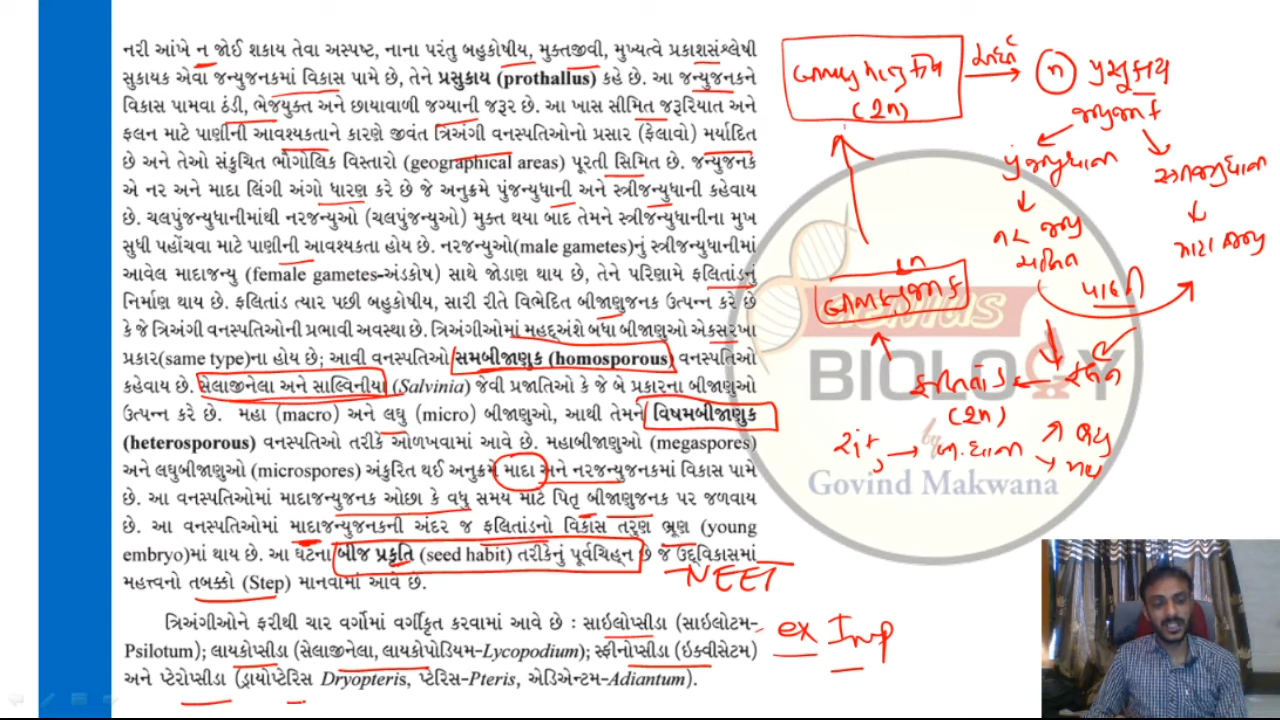 નરી આંખે ન જોઈ શકાય તેવા અસ્પષ્ટ, નાના પરંતુ બહુકોષીય, મુક્તજીવી, મુખ્યત્વે પ્રકાશસંશ્લેષી
સુકાયક એવા જન્યુજનકમાં વિકાસ પામે છે, તેને પ્રસુકાય (prothallus) કહે છે. આ જન્યુજનકને
વિકાસ પામવા ઠંડી, ભેજયુક્ત અને છાયાવાળી જગ્યાની જરૂર છે. આ ખાસ સીમિત જરૂરિયાત અને
ફલન માટે પાણીની આવશ્યકતાને કારણે જીવંત ત્રિઅંગી વનસ્પતિઓનો પ્રસાર (ફેલાવો) મર્યાદિત
છે અને તેઓ સંકુચિત ભૌગોલિક વિસ્તારો (geographical areas) પૂરતી સિમિત છે. જન્યુજનક
એ નર અને માદા લિંગી અંગો ધારણ કરે છે જે અનુક્રમે પુંજન્યુધાની અને સ્ત્રીજન્યુધાની કહેવાય
છે. ચલપુંજન્યુધાનીમાંથી નરજન્યુઓ (ચલપુંજન્યુઓ) મુક્ત થયા બાદ તેમને સ્ત્રીજન્યુધાનીના મુખ
સુધી પહોંચવા માટે પાણીની આવશ્યકતા હોય છે. નરજન્યુઓ(male gametes)નું સ્ત્રીજન્યુધાનીમાં
આવેલ માદાજન્યુ (female gametes-અંડકોષ) સાથે જોડાણ થાય છે, તેને પરિણામે ફલિતાંડનું
નિર્માણ થાય છે. ફલિતાંડ ત્યાર પછી બહુકોષીય, સારી રીતે વિભેદિત બીજાણુજનક ઉત્પન્ન કરે છે
કે જે ત્રિઅંગી વનસ્પતિઓની પ્રભાવી અવસ્થા છે. ત્રિઅંગીઓમાં મહદ્અંશે બધા બીજાણુઓ એકસરખા
પ્રકાર(same type)ના હોય છે; આવી વનસ્પતિઓ સમબીજાણુક (homosporous) વનસ્પતિઓ
કહેવાય છે. સેલાજીનેલા અને સાલ્વિનીયા (Salvinia) જેવી પ્રજાતિઓ કે જે બે પ્રકારના બીજાણુઓ
ઉત્પન્ન કરે છે. મહા (macro) અને લઘુ (micro) બીજાણુઓ, આથી તેમને વિષમબીજાણુક
(heterosporous) વનસ્પતિઓ તરીકે ઓળખવામાં આવે છે. મહાબીજાણુઓ (megaspores)
અને લઘુબીજાણુઓ (microspores) અંકુરિત થઈ અનુક્રમે માદા અને નરજન્યુજનકમાં વિકાસ પામે
છે. આ વનસ્પતિઓમાં માદાજન્યુજનક ઓછા કે વધુ સમય માટે પિતૃ બીજાણુજનક પર જળવાય
છે. આ વનસ્પતિઓમાં માદાજન્યુજનકની અંદર જ ફલિતાંડનો વિકાસ તરુણ ભ્રૂણ (young
embryo)માં થાય છે. આ ઘટના બીજ પ્રકૃતિ (seed habit) તરીકેનું પૂર્વચિહ્ન છે જે ઉદ્દવિકાસમાં
મહત્ત્વનો તબક્કો (Step) માનવામાં આવે છે.
ત્રિઅંગીઓને ફરીથી ચાર વર્ગોમાં વર્ગીકૃત કરવામાં આવે છે : સાઇલોપ્સીડા (સાઇલોટમ-
Psilotum); લાયકોપ્સીડા (સેલાજીનેલા, લાયકોપોડિયમ-Lycopodium); સ્ફીનોપ્સીડા (ઇક્વીસેટમ)
અને પ્ટેરોપ્સીડા (ડ્રાયોપ્ટેરિસ Dryopteris, પ્ટેરિસ-Pteris, એડિએન્ટમ-Adiantum).
(2n)
n પ્રસુકાય
પાણી
2n
(2n)
NEET
ex Imp
GENIUS
BIOLOGY
by
Govind Makwana